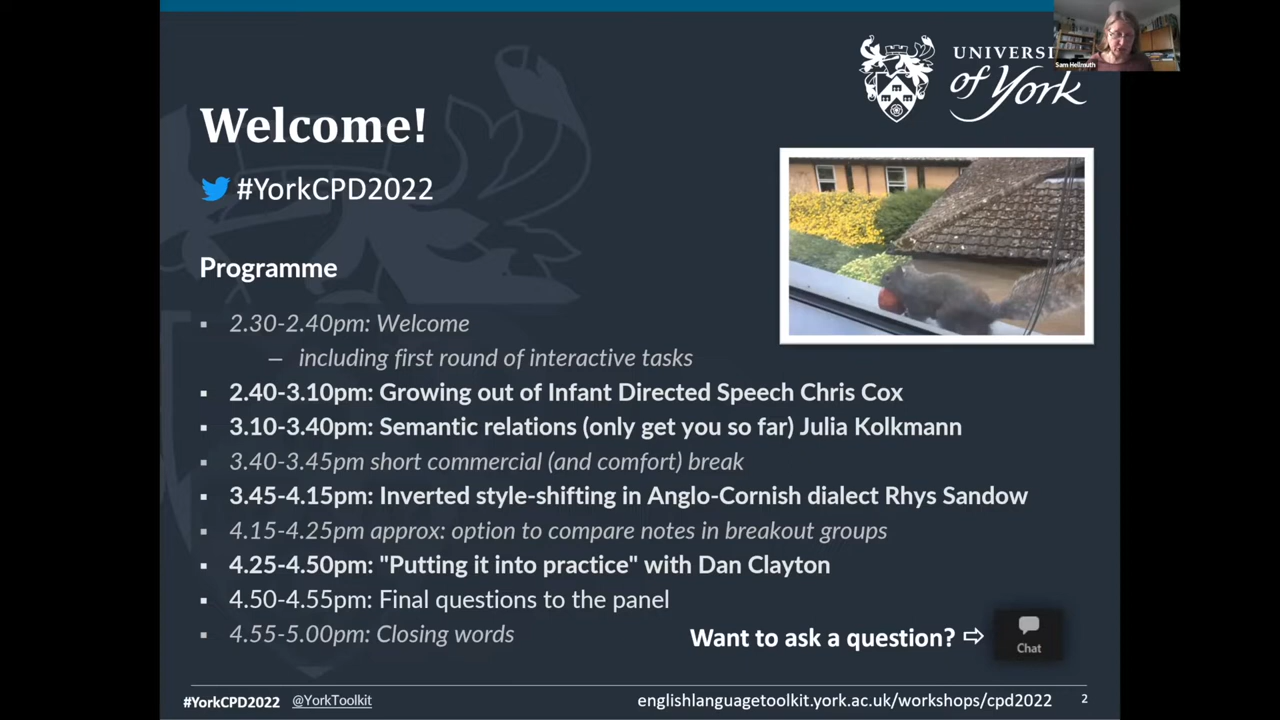 UNIVERSI
of York
Sam Hellmuth
Welcome!
#YorkCPD2022
Programme
2.30-2.40pm: Welcome
– including first round of interactive tasks
2.40-3.10pm: Growing out of Infant Directed Speech Chris Cox
3.10-3.40pm: Semantic relations (only get you so far) Julia Kolkmann
3.40-3.45pm short commercial (and comfort) break
3.45-4.15pm: Inverted style-shifting in Anglo-Cornish dialect Rhys Sandow
4.15-4.25pm approx: option to compare notes in breakout groups
4.25-4.50pm: "Putting it into practice" with Dan Clayton
4.50-4.55pm: Final questions to the panel
4.55-5.00pm: Closing words
Want to ask a question? ⇨
Chat
#YorkCPD2022 @YorkToolkit englishlanguagetoolkit.york.ac.uk/workshops/cpd2022 2